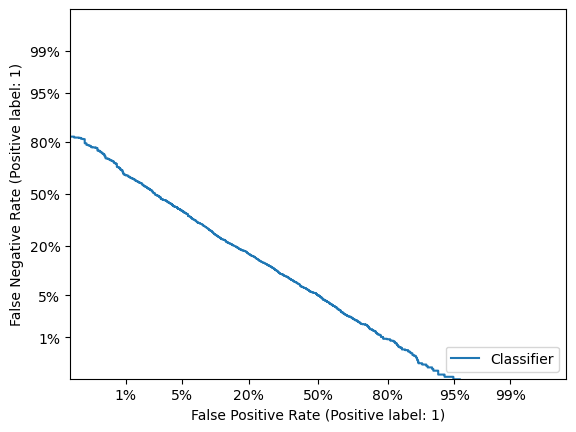 99%
95%
80%
50%
20%
5%
1%
False Negative Rate (Positive label: 1)
Classifier
1% 5% 20% 50% 80% 95% 99%
False Positive Rate (Positive label: 1)